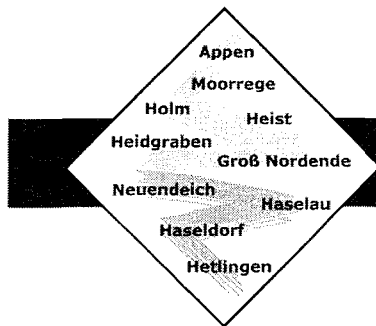 Appen
Moorrege
Holm
Heist
Heidgraben
Groß Nordende
Neuendeich
Haselau
Haseldorf
Hetlingen